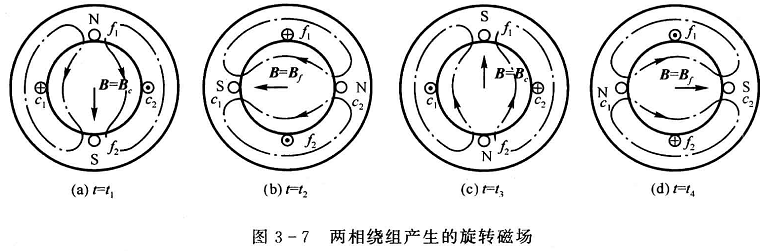 N
f₁
⊕ B=Bc ⊙
c₁ c₂
f₂
S
(a) t=t₁
f₁
⊕
S B=Bf N
c₁ c₂
⊙ f₂
(b) t=t₂
S
f₁
⊙ B=Bc ⊕
c₁ c₂
f₂
N
(c) t=t₃
⊙ f₁
N B=Bf S
c₁ c₂
⊕ f₂
(d) t=t₄
图 3-7 两相绕组产生的旋转磁场